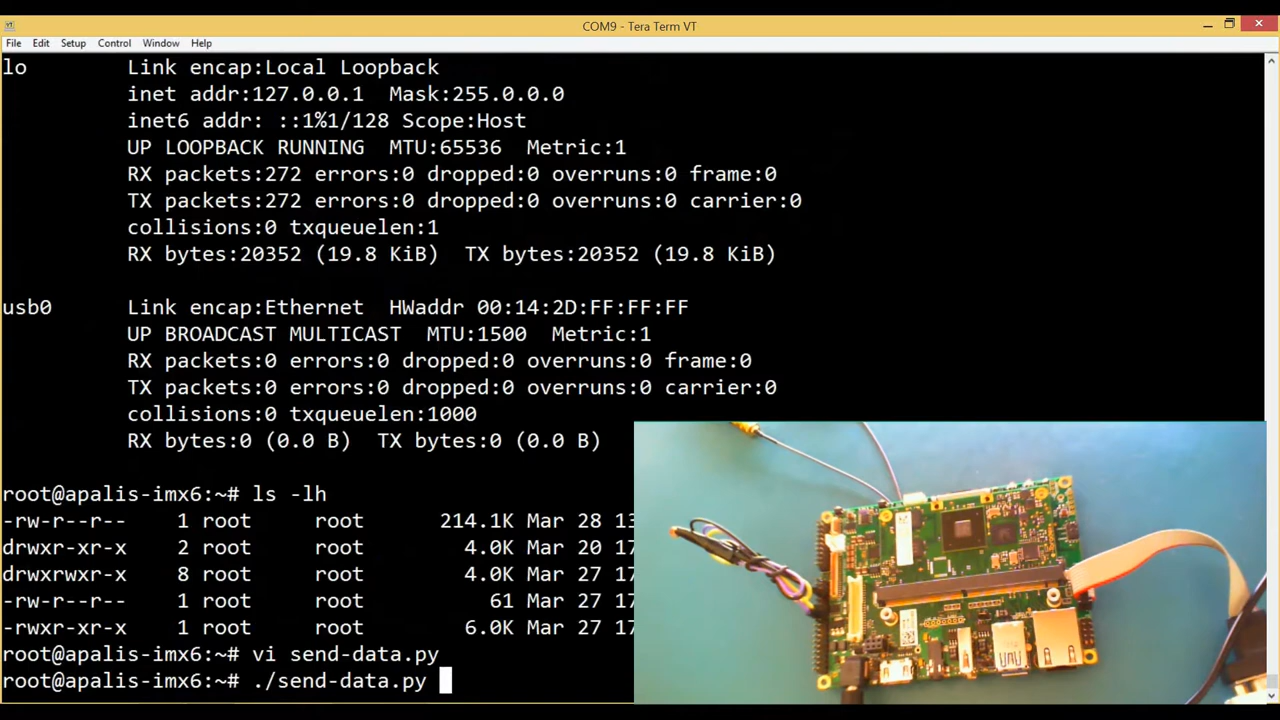 COM9 - Tera Term VT
File Edit Setup Control Window Help
lo Link encap:Local Loopback
inet addr:127.0.0.1 Mask:255.0.0.0
inet6 addr: ::1%1/128 Scope:Host
UP LOOPBACK RUNNING MTU:65536 Metric:1
RX packets:272 errors:0 dropped:0 overruns:0 frame:0
TX packets:272 errors:0 dropped:0 overruns:0 carrier:0
collisions:0 txqueuelen:1
RX bytes:20352 (19.8 KiB) TX bytes:20352 (19.8 KiB)
usb0 Link encap:Ethernet HWaddr 00:14:2D:FF:FF:FF
UP BROADCAST MULTICAST MTU:1500 Metric:1
RX packets:0 errors:0 dropped:0 overruns:0 frame:0
TX packets:0 errors:0 dropped:0 overruns:0 carrier:0
collisions:0 txqueuelen:1000
RX bytes:0 (0.0 B) TX bytes:0 (0.0 B)
root@apalis-imx6:~# ls -lh
-rw-r--r-- 1 root root 214.1K Mar 28 13
drwxr-xr-x 2 root root 4.0K Mar 20 17
drwxrwxr-x 8 root root 4.0K Mar 27 17
-rw-r--r-- 1 root root 61 Mar 27 17
-rwxr-xr-x 1 root root 6.0K Mar 27 17
root@apalis-imx6:~# vi send-data.py
root@apalis-imx6:~# ./send-data.py